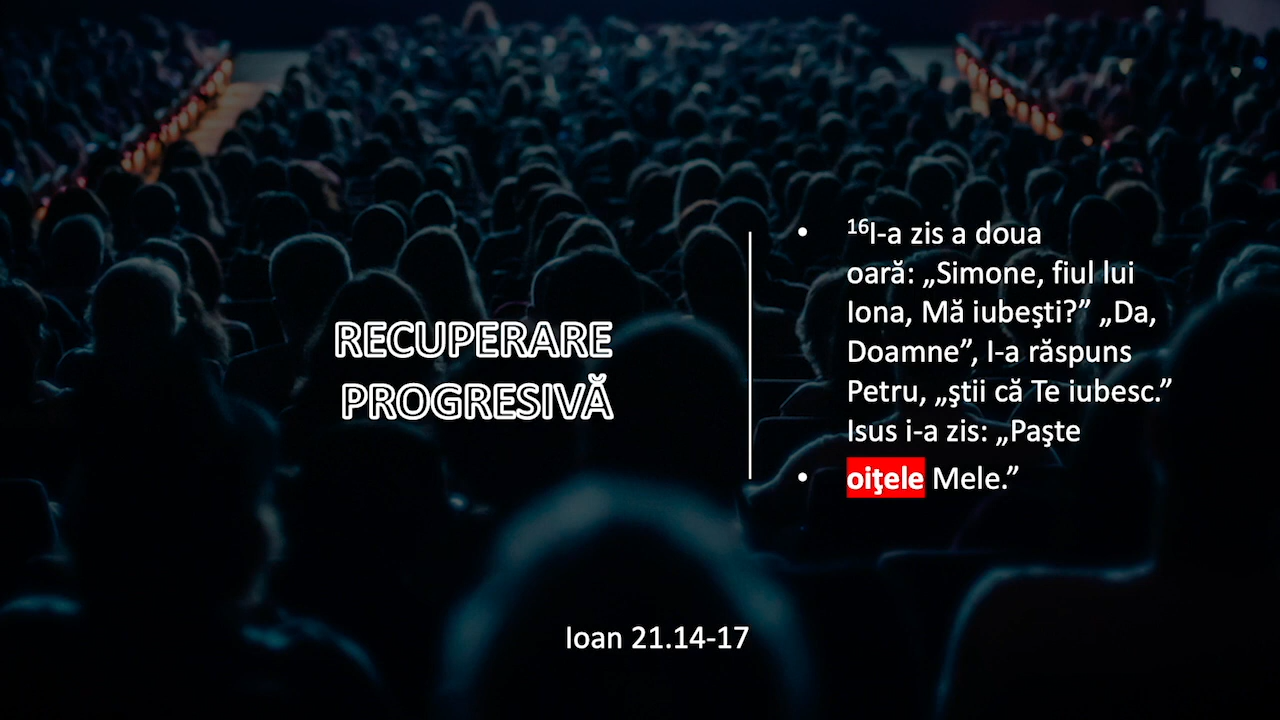 RECUPERARE
PROGRESIVĂ
• ¹⁶I-a zis a doua
oară: „Simone, fiul lui
Iona, Mă iubeşti?” „Da,
Doamne”, I-a răspuns
Petru, „ştii că Te iubesc.”
Isus i-a zis: „Paşte
• oiţele Mele.”
Ioan 21.14-17